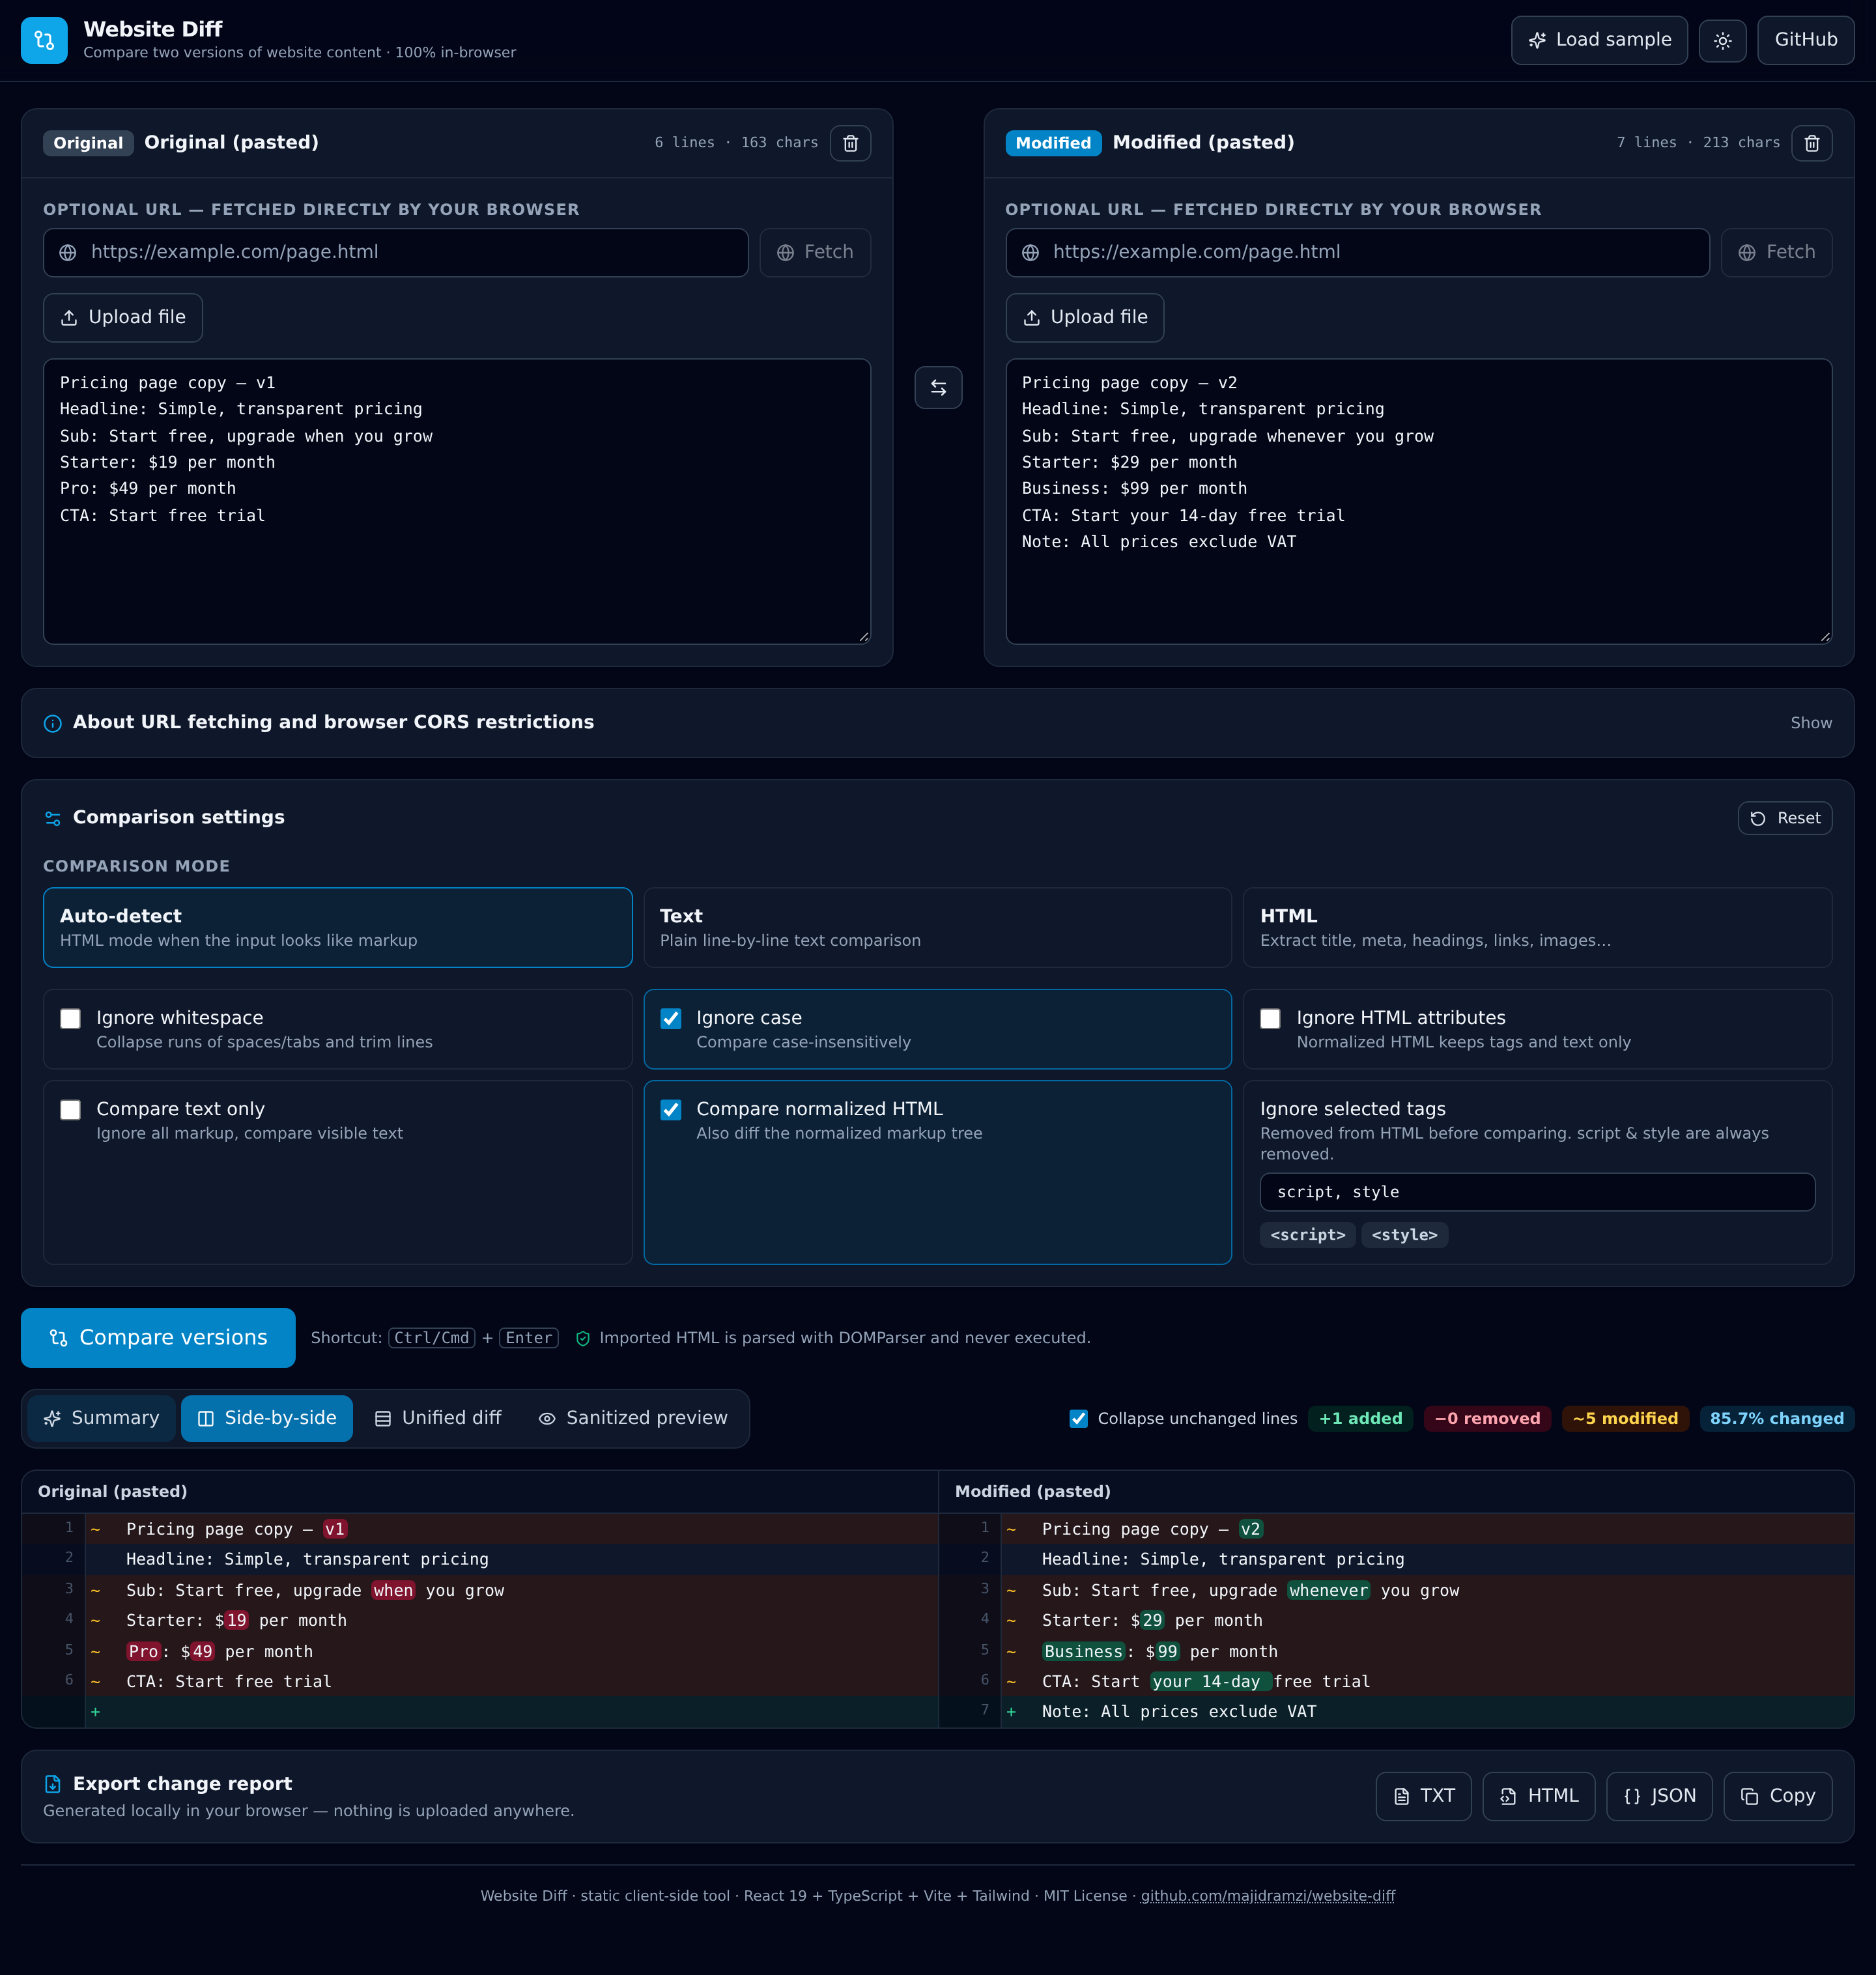 Website Diff
Compare two versions of website content · 100% in-browser
Load sample
GitHub
Original Original (pasted)
6 lines · 163 chars
OPTIONAL URL — FETCHED DIRECTLY BY YOUR BROWSER
https://example.com/page.html
Fetch
Upload file
Pricing page copy — v1
Headline: Simple, transparent pricing
Sub: Start free, upgrade when you grow
Starter: $19 per month
Pro: $49 per month
CTA: Start free trial
Modified Modified (pasted)
7 lines · 213 chars
OPTIONAL URL — FETCHED DIRECTLY BY YOUR BROWSER
https://example.com/page.html
Fetch
Upload file
Pricing page copy — v2
Headline: Simple, transparent pricing
Sub: Start free, upgrade whenever you grow
Starter: $29 per month
Business: $99 per month
CTA: Start your 14-day free trial
Note: All prices exclude VAT
About URL fetching and browser CORS restrictions
Show
Comparison settings
Reset
COMPARISON MODE
Auto-detect
HTML mode when the input looks like markup
Text
Plain line-by-line text comparison
HTML
Extract title, meta, headings, links, images…
Ignore whitespace
Collapse runs of spaces/tabs and trim lines
Ignore case
Compare case-insensitively
Ignore HTML attributes
Normalized HTML keeps tags and text only
Compare text only
Ignore all markup, compare visible text
Compare normalized HTML
Also diff the normalized markup tree
Ignore selected tags
Removed from HTML before comparing. script & style are always
removed.
script, style
<script> <style>
Compare versions
Shortcut: Ctrl/Cmd + Enter
Imported HTML is parsed with DOMParser and never executed.
Summary
Side-by-side
Unified diff
Sanitized preview
Collapse unchanged lines
+1 added
−0 removed
~5 modified
85.7% changed
Original (pasted)
1 ~ Pricing page copy — v1
2 Headline: Simple, transparent pricing
3 ~ Sub: Start free, upgrade when you grow
4 ~ Starter: $19 per month
5 ~ Pro: $49 per month
6 ~ CTA: Start free trial
+
Modified (pasted)
1 ~ Pricing page copy — v2
2 Headline: Simple, transparent pricing
3 ~ Sub: Start free, upgrade whenever you grow
4 ~ Starter: $29 per month
5 ~ Business: $99 per month
6 ~ CTA: Start your 14-day free trial
7 + Note: All prices exclude VAT
Export change report
Generated locally in your browser — nothing is uploaded anywhere.
TXT
HTML
JSON
Copy
Website Diff · static client-side tool · React 19 + TypeScript + Vite + Tailwind · MIT License · github.com/majidramzi/website-diff